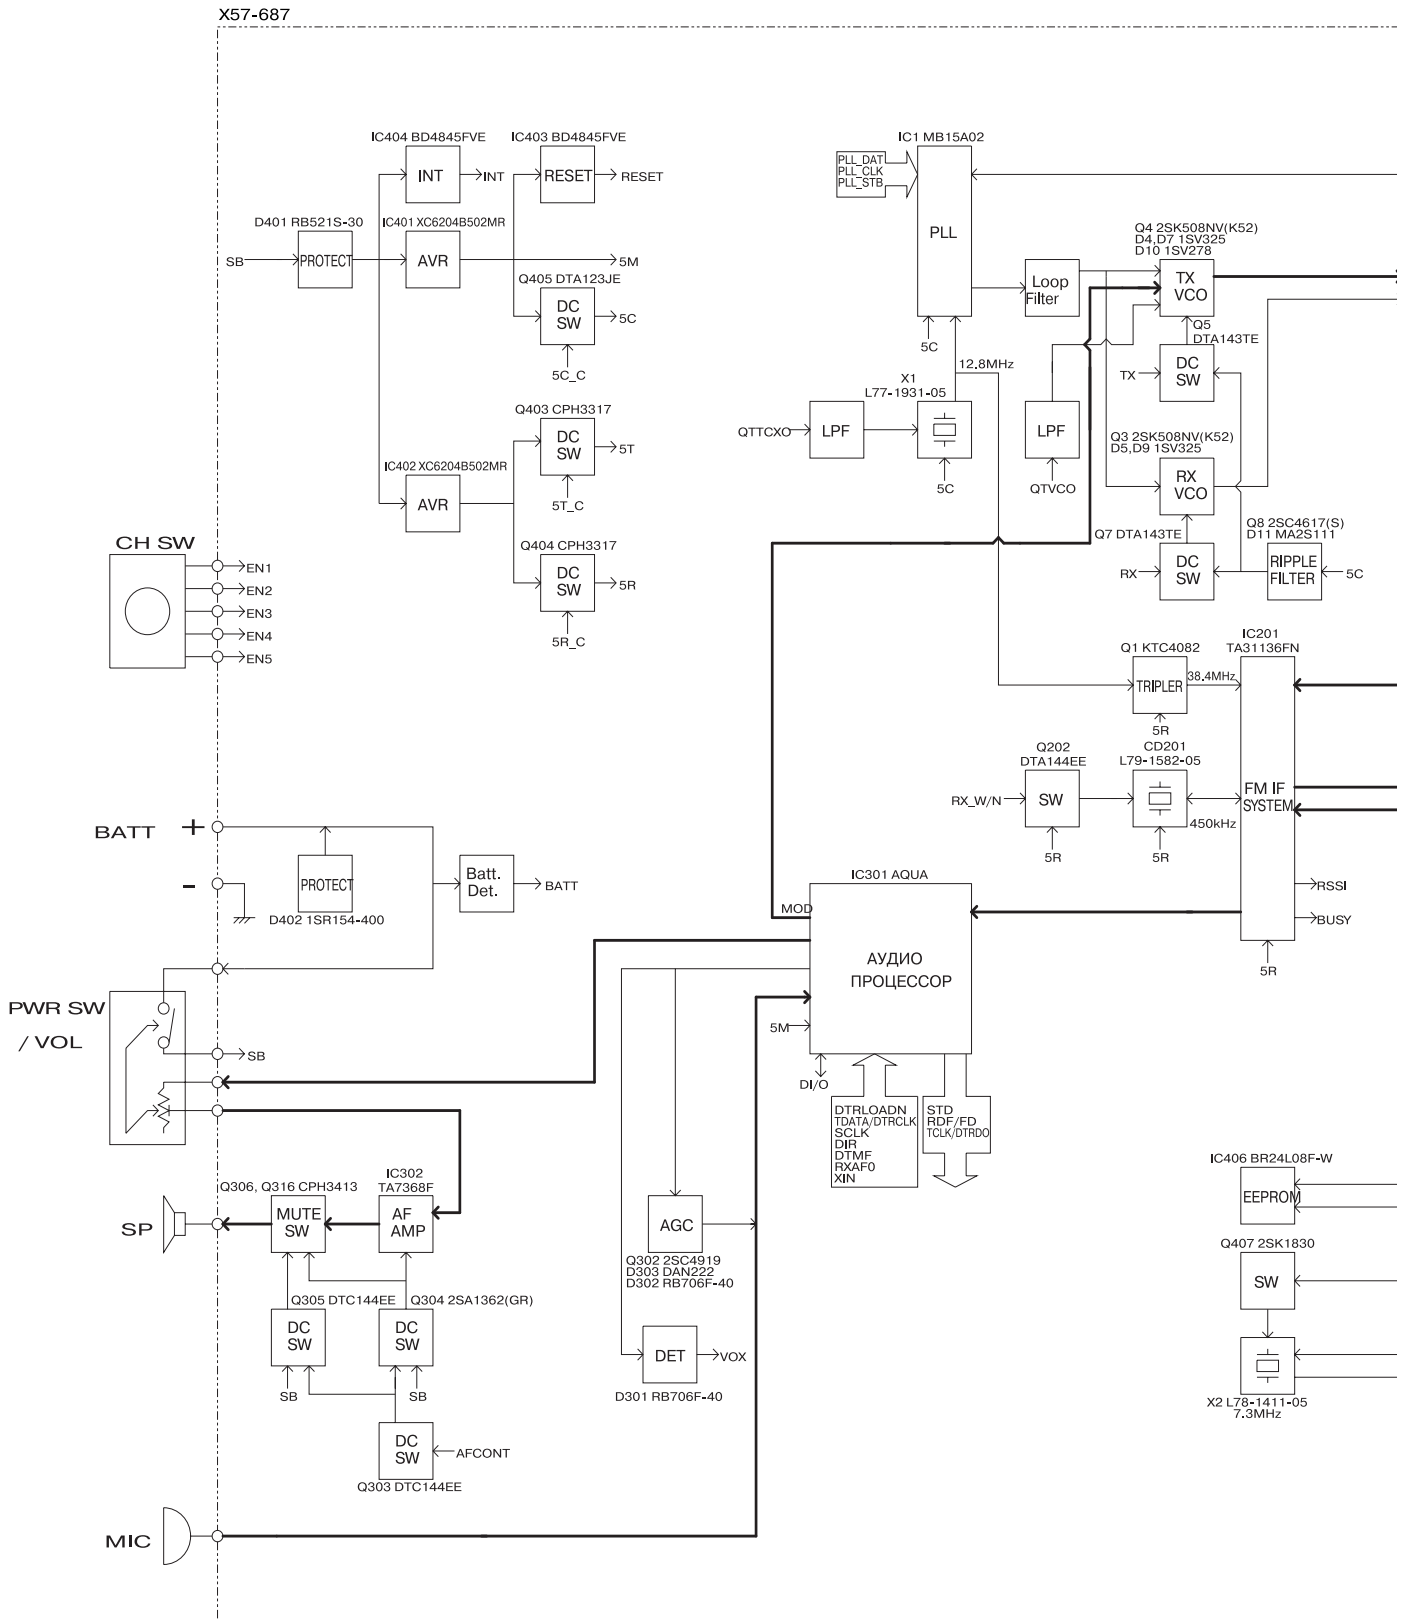 X57-687
IC404 BD4845FVE
INT
INT
IC403 BD4845FVE
RESET
RESET
D401 RB521S-30
SB
PROTECT
IC401 XC6204B502MR
AVR
5M
Q405 DTA123JE
DC
SW
5C
5C_C
Q403 CPH3317
DC
SW
5T
5T_C
IC402 XC6204B502MR
AVR
Q404 CPH3317
DC
SW
5R
5R_C
IC1 MB15A02
PLL_DAT
PLL_CLK
PLL_STB
PLL
5C
12.8MHz
X1
L77-1931-05
QTTCXO
LPF
5C
Loop
Filter
LPF
QTVCO
Q4 2SK508NV(K52)
D4,D7 1SV325
D10 1SV278
TX
VCO
Q5
DTA143TE
TX
DC
SW
Q3 2SK508NV(K52)
D5,D9 1SV325
RX
VCO
Q7 DTA143TE
RX
DC
SW
Q8 2SC4617(S)
D11 MA2S111
RIPPLE
FILTER
5C
CH SW
EN1
EN2
EN3
EN4
EN5
Q1 KTC4082
TRIPLER
38.4MHz
5R
IC201
TA31136FN
FM IF
SYSTEM
RSSI
BUSY
5R
Q202
DTA144EE
RX_W/N
SW
5R
CD201
L79-1582-05
450kHz
5R
BATT
+
-
PROTECT
D402 1SR154-400
Batt.
Det.
BATT
PWR SW
/ VOL
SB
IC301 AQUA
MOD
АУДИО
ПРОЦЕССОР
5M
DI/O
DTRLOADN
TDATA/DTRCLK
SCLK
DIR
DTMF
RXAF0
XIN
STD
RDF/FD
TCLK/DTRDO
SP
Q306, Q316 CPH3413
MUTE
SW
IC302
TA7368F
AF
AMP
Q305 DTC144EE
DC
SW
SB
Q304 2SA1362(GR)
DC
SW
SB
DC
SW
AFCONT
Q303 DTC144EE
AGC
Q302 2SC4919
D303 DAN222
D302 RB706F-40
DET
VOX
D301 RB706F-40
IC406 BR24L08F-W
EEPROM
Q407 2SK1830
SW
X2 L78-1411-05
7.3MHz
MIC